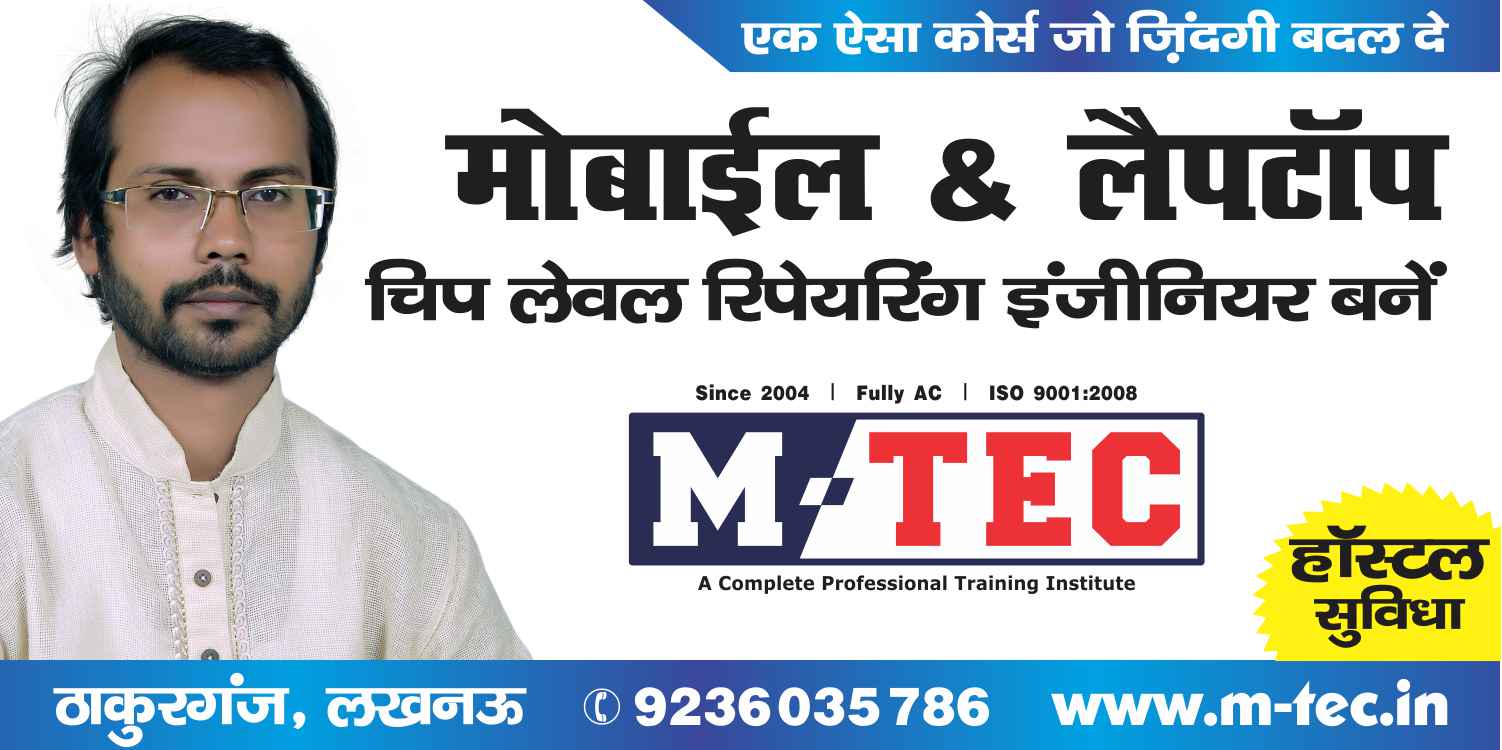 एक ऐसा कोर्स जो ज़िंदगी बदल दे
मोबाईल & लैपटॉप
चिप लेवल रिपेयरिंग इंजीनियर बनें
Since 2004 | Fully AC | ISO 9001:2008
M-TEC
A Complete Professional Training Institute
हॉस्टल
सुविधा
ठाकुरगंज, लखनऊ ✆ 9236035786 www.m-tec.in